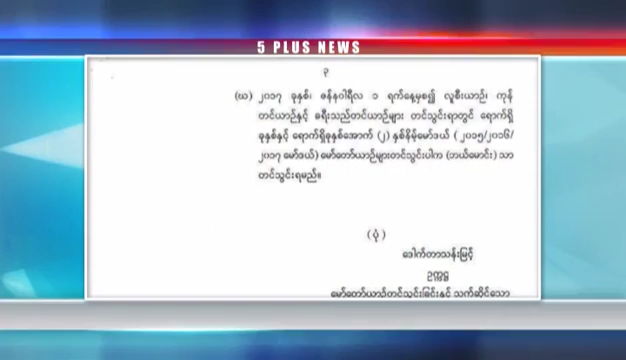 5 PLUS NEWS
၃
(ဃ) ၂၀၁၇ ခုနှစ်၊ ဇန်နဝါရီလ ၁ ရက်နေ့မှစ၍ လူစီးယာဉ်၊ ကုန်
တင်ယာဉ်နှင့် ခရီးသည်တင်ယာဉ်များ တင်သွင်းရာတွင် ရောက်ရှိ
ခုနှစ်နှင့် ရောက်ရှိခုနှစ်အောက် (၂) နှစ်နိမ့်မော်ဒယ် (၂၀၁၅/၂၀၁၆/
၂၀၁၇ မော်ဒယ်) မော်တော်ယာဉ်များတင်သွင်းပါက (ဘယ်မောင်း) သာ
တင်သွင်းရမည်။
(ပုံ)
ဒေါက်တာသန်းမြင့်
ဥက္ကဋ္ဌ
မော်တော်ယာဉ်တင်သွင်းခြင်းနှင့် သက်ဆိုင်သော